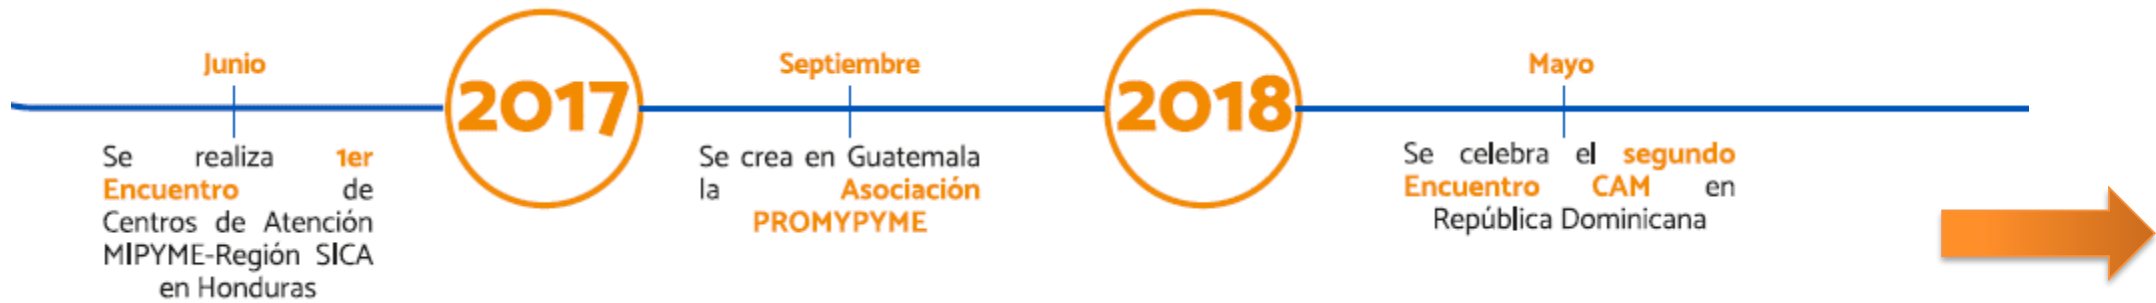 Junio
Se realiza 1er
Encuentro de
Centros de Atención
MIPYME-Región SICA
en Honduras
2017
Septiembre
Se crea en Guatemala
la Asociación
PROMYPYME
2018
Mayo
Se celebra el segundo
Encuentro CAM en
República Dominicana